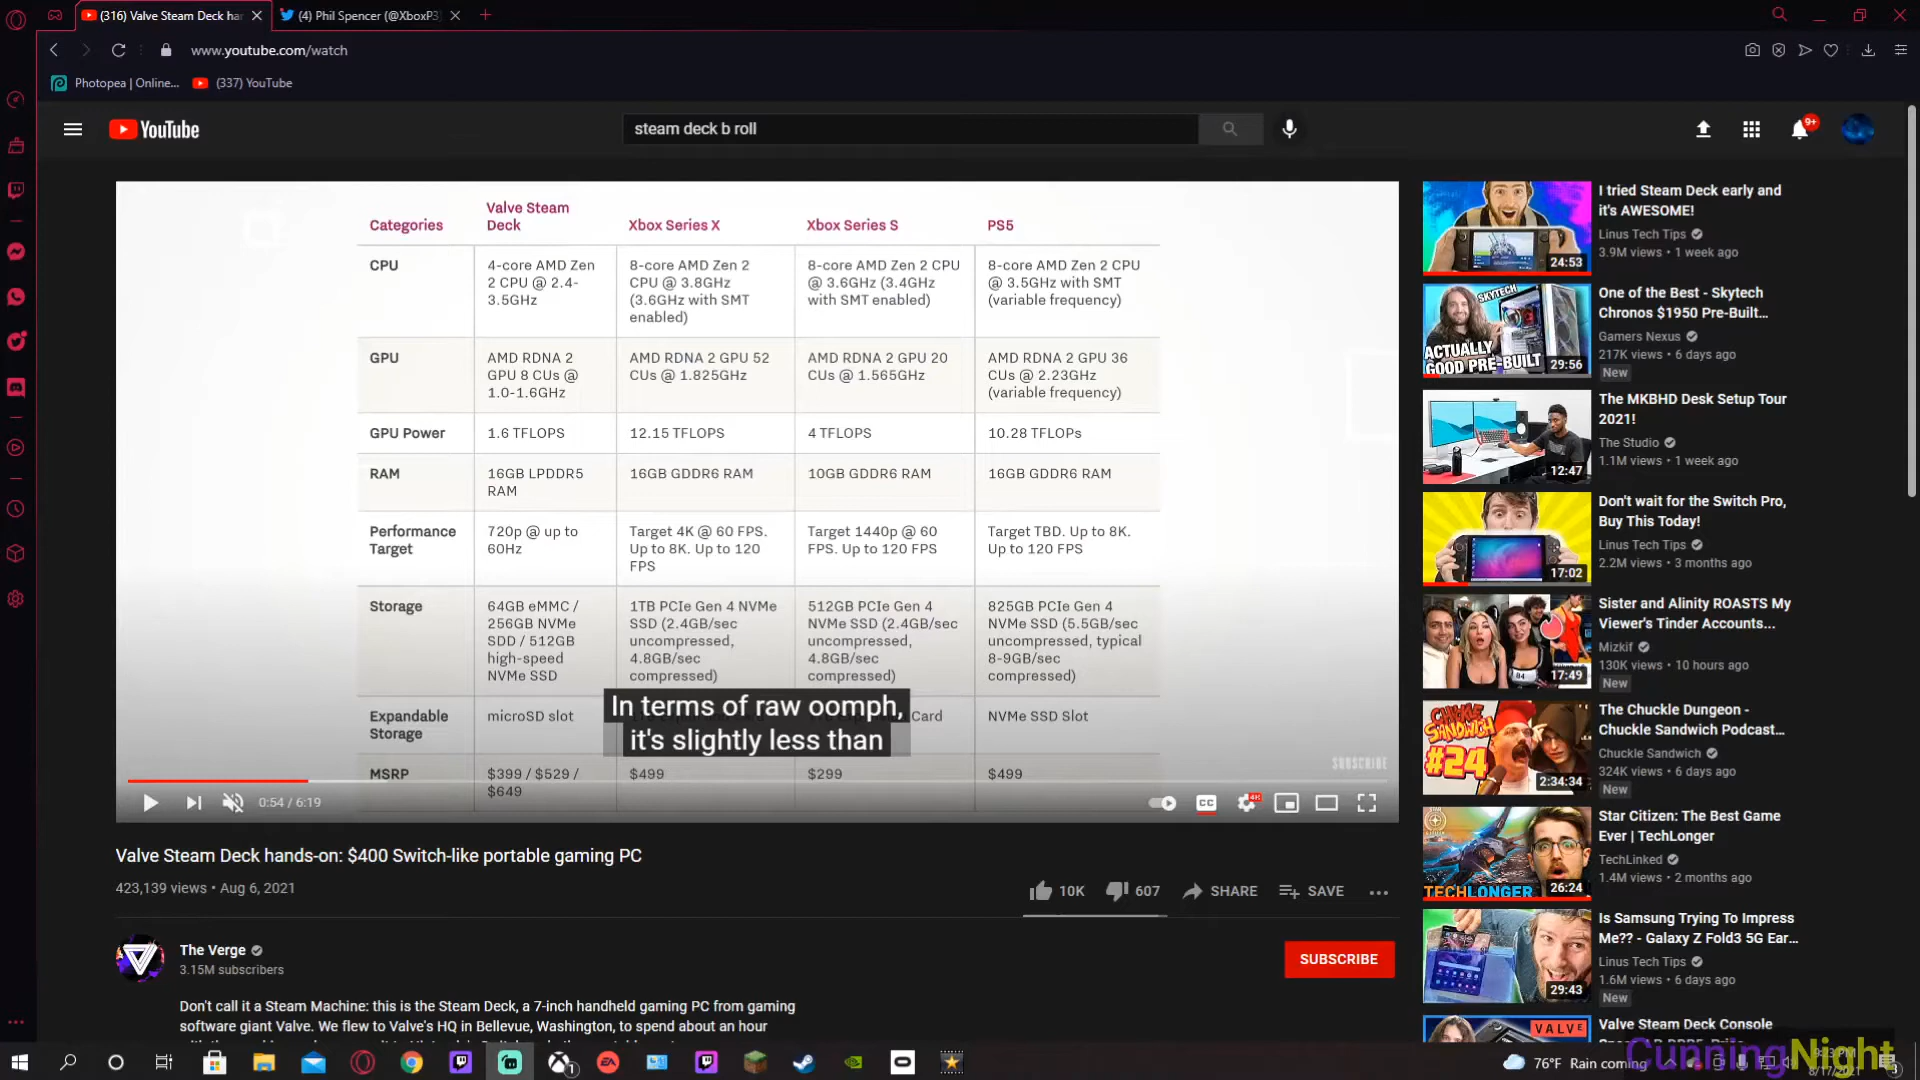 (316) Valve Steam Deck han
(4) Phil Spencer (@XboxP3
www.youtube.com/watch
Photopea | Online...
(337) YouTube
YouTube
steam deck b roll
9+
Categories
Valve Steam
Deck
Xbox Series X
Xbox Series S
PS5
CPU
4-core AMD Zen
2 CPU @ 2.4-
3.5GHz
8-core AMD Zen 2
CPU @ 3.8GHz
(3.6GHz with SMT
enabled)
8-core AMD Zen 2 CPU
@ 3.6GHz (3.4GHz
with SMT enabled)
8-core AMD Zen 2 CPU
@ 3.5GHz with SMT
(variable frequency)
GPU
AMD RDNA 2
GPU 8 CUs @
1.0-1.6GHz
AMD RDNA 2 GPU 52
CUs @ 1.825GHz
AMD RDNA 2 GPU 20
CUs @ 1.565GHz
AMD RDNA 2 GPU 36
CUs @ 2.23GHz
(variable frequency)
GPU Power
1.6 TFLOPS
12.15 TFLOPS
4 TFLOPS
10.28 TFLOPs
RAM
16GB LPDDR5
RAM
16GB GDDR6 RAM
10GB GDDR6 RAM
16GB GDDR6 RAM
Performance
Target
720p @ up to
60Hz
Target 4K @ 60 FPS.
Up to 8K. Up to 120
FPS
Target 1440p @ 60
FPS. Up to 120 FPS
Target TBD. Up to 8K.
Up to 120 FPS
Storage
64GB eMMC /
256GB NVMe
SDD / 512GB
high-speed
NVMe SSD
1TB PCIe Gen 4 NVMe
SSD (2.4GB/sec
uncompressed,
4.8GB/sec
compressed)
512GB PCIe Gen 4
NVME SSD (2.4GB/sec
uncompressed,
4.8GB/sec
compressed)
825GB PCIe Gen 4
NVME SSD (5.5GB/sec
uncompressed, typical
8-9GB/sec
compressed)
Expandable
Storage
microSD slot
Card
NVMe SSD Slot
In terms of raw oomph,
it's slightly less than
MSRP
$399 / $529 /
$649
$499
$299
$499
SUBSCRIBE
0:54 / 6:19
CC
Valve Steam Deck hands-on: $400 Switch-like portable gaming PC
423,139 views • Aug 6, 2021
10K
607
SHARE
SAVE
The Verge
3.15M subscribers
SUBSCRIBE
Don't call it a Steam Machine: this is the Steam Deck, a 7-inch handheld gaming PC from gaming
software giant Valve. We flew to Valve's HQ in Bellevue, Washington, to spend about an hour
24:53
I tried Steam Deck early and
it's AWESOME!
Linus Tech Tips
3.9M views • 1 week ago
SKYTECH
ACTUALLY
GOOD PRE-BUILT
29:56
One of the Best - Skytech
Chronos $1950 Pre-Built...
Gamers Nexus
217K views • 6 days ago
New
12:47
The MKBHD Desk Setup Tour
2021!
The Studio
1.1M views • 1 week ago
17:02
Don't wait for the Switch Pro,
Buy This Today!
Linus Tech Tips
2.2M views • 3 months ago
17:49
Sister and Alinity ROASTS My
Viewer's Tinder Accounts...
Mizkif
130K views • 10 hours ago
New
CHUCKLE
SANDWICH
#24
2:34:34
The Chuckle Dungeon -
Chuckle Sandwich Podcast...
Chuckle Sandwich
324K views • 6 days ago
New
TECHLONGER
26:24
Star Citizen: The Best Game
Ever | TechLonger
TechLinked
1.4M views • 2 months ago
29:43
Is Samsung Trying To Impress
Me?? - Galaxy Z Fold3 5G Ear...
Linus Tech Tips
1.6M views • 6 days ago
New
VALVE
Valve Steam Deck Console
76°F Rain coming
CunningNight